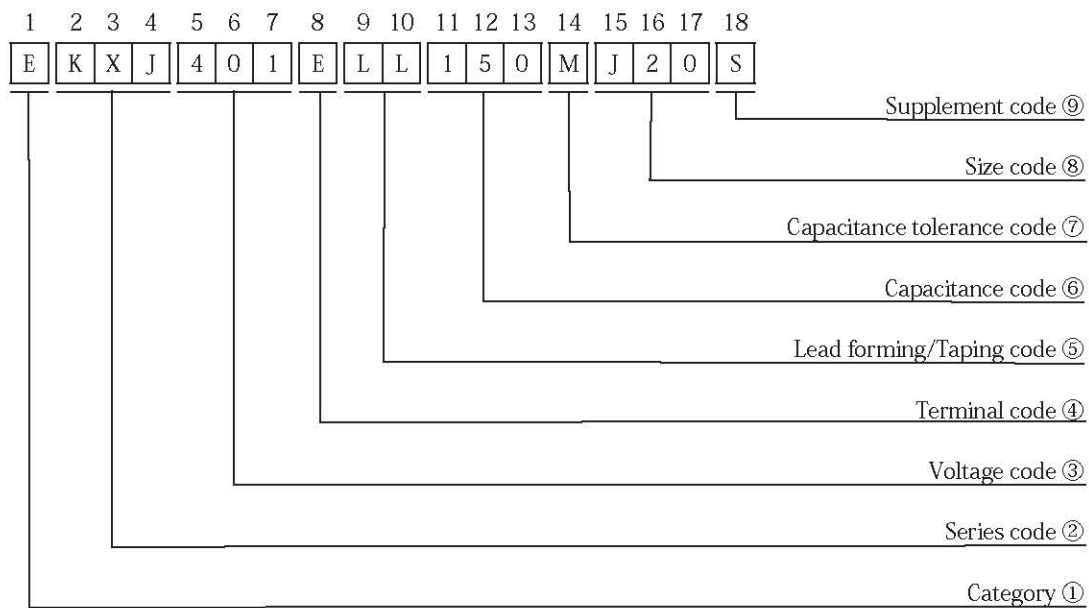 1 2 3 4 5 6 7 8 9 10 11 12 13 14 15 16 17 18
E K X J 4 0 1 E L L 1 5 0 M J 2 0 S
Supplement code ⑨
Size code ⑧
Capacitance tolerance code ⑦
Capacitance code ⑥
Lead forming/Taping code ⑤
Terminal code ④
Voltage code ③
Series code ②
Category ①